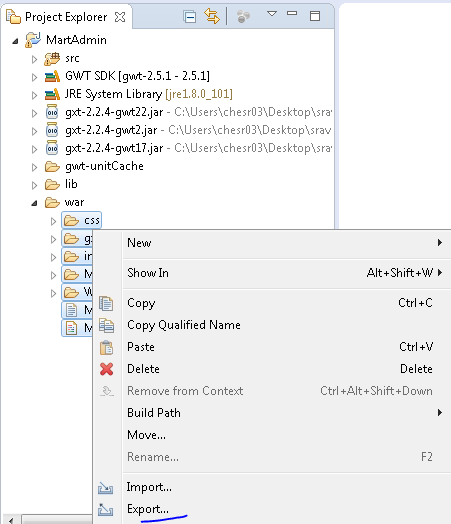 Project Explorer
MartAdmin
src
GWT SDK [gwt-2.5.1 - 2.5.1]
JRE System Library [jre1.8.0_101]
gxt-2.2.4-gwt22.jar - C:\Users\chesr03\Desktop\srav
gxt-2.2.4-gwt2.jar - C:\Users\chesr03\Desktop\srav
gxt-2.2.4-gwt17.jar - C:\Users\chesr03\Desktop\srav
gwt-unitCache
lib
war
css
gx
in
M
W
M
M
New
Show In Alt+Shift+W
Copy Ctrl+C
Copy Qualified Name
Paste Ctrl+V
Delete Delete
Remove from Context Ctrl+Alt+Shift+Down
Build Path
Move...
Rename... F2
Import...
Export...